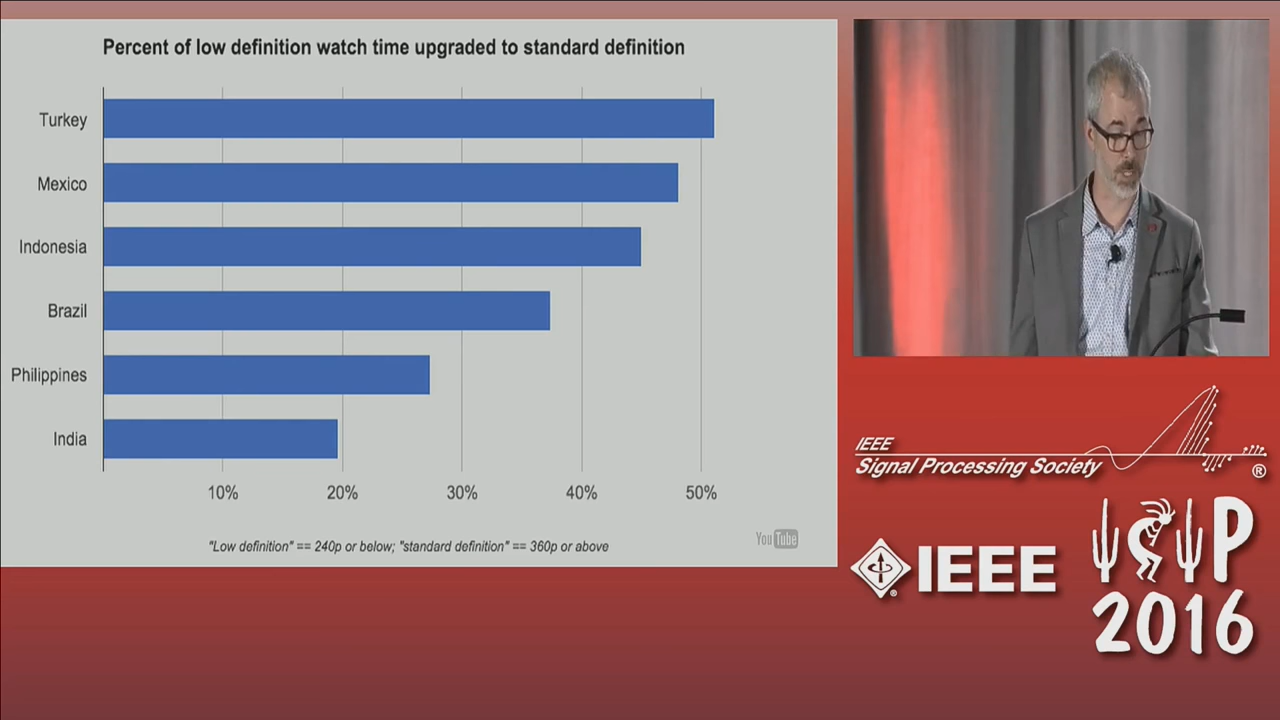 Percent of low definition watch time upgraded to standard definition
Turkey
Mexico
Indonesia
Brazil
Philippines
India
10% 20% 30% 40% 50%
"Low definition" == 240p or below; "standard definition" == 360p or above
YouTube
IEEE
Signal Processing Society
®
IEEE
®
ICIP
2016